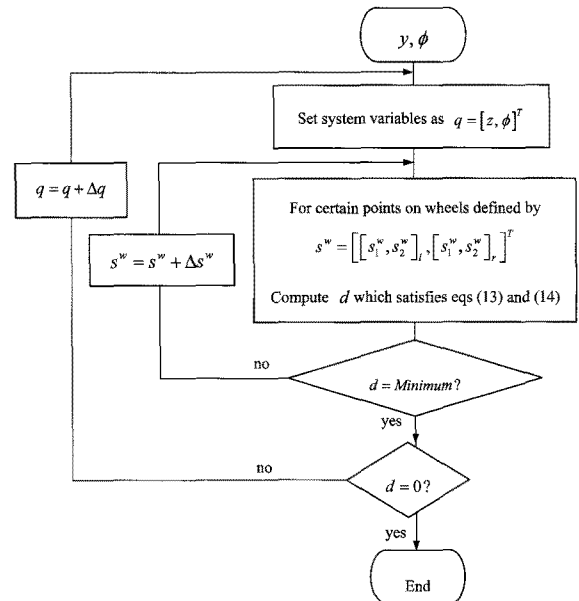 y, ϕ
Set system variables as q = [z, ϕ]^T
q = q + Δq
For certain points on wheels defined by
s^w = [[s_1^w, s_2^w]_l, [s_1^w, s_2^w]_r]^T
s^w = s^w + Δs^w
Compute d which satisfies eqs (13) and (14)
no
d = Minimum?
yes
no
d = 0?
yes
End